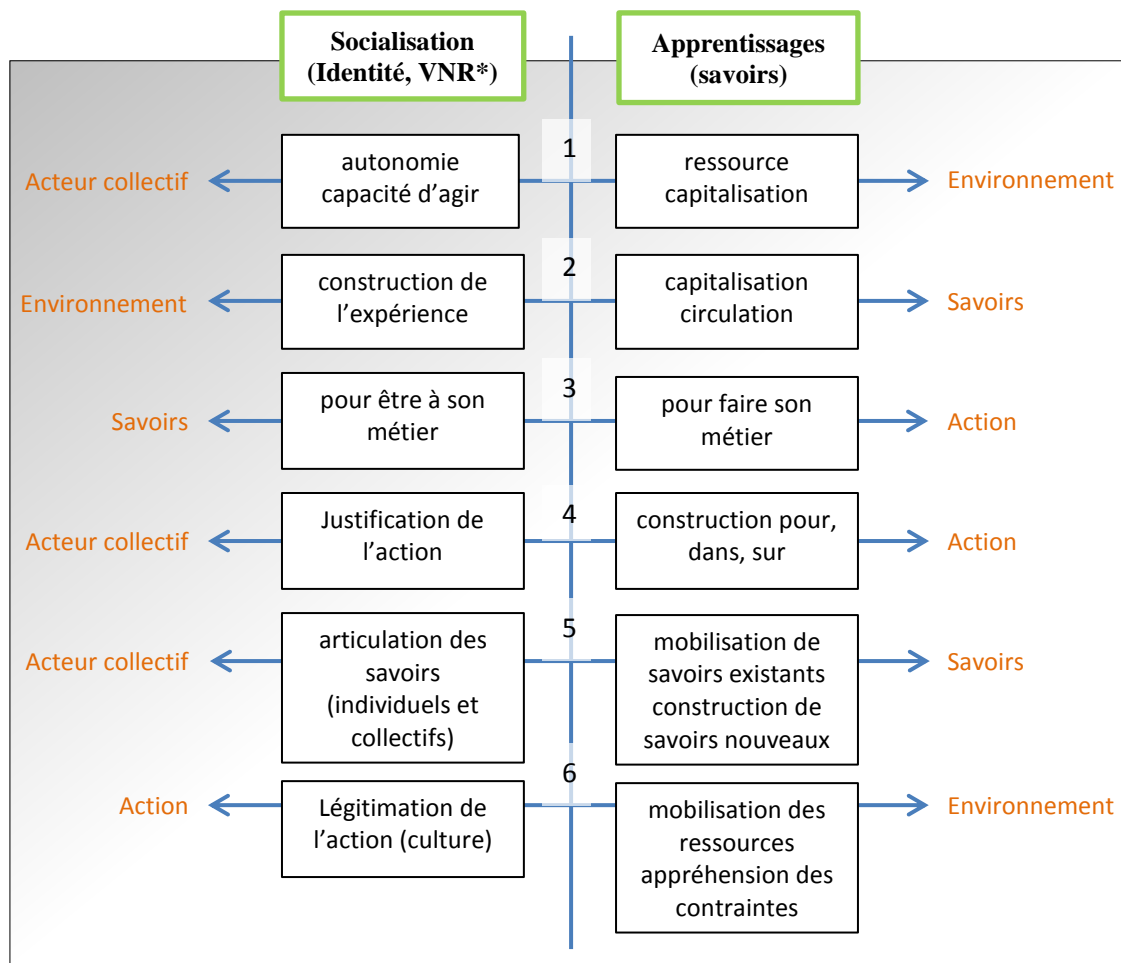 Socialisation
(Identité, VNR*)
Apprentissages
(savoirs)
1
Acteur collectif
autonomie
capacité d'agir
ressource
capitalisation
Environnement
2
Environnement
construction de
l'expérience
capitalisation
circulation
Savoirs
3
Savoirs
pour être à son
métier
pour faire son
métier
Action
4
Acteur collectif
Justification de
l'action
construction pour,
dans, sur
Action
5
Acteur collectif
articulation des
savoirs
(individuels et
collectifs)
mobilisation de
savoirs existants
construction de
savoirs nouveaux
Savoirs
6
Action
Légitimation de
l'action (culture)
mobilisation des
ressources
appréhension des
contraintes
Environnement